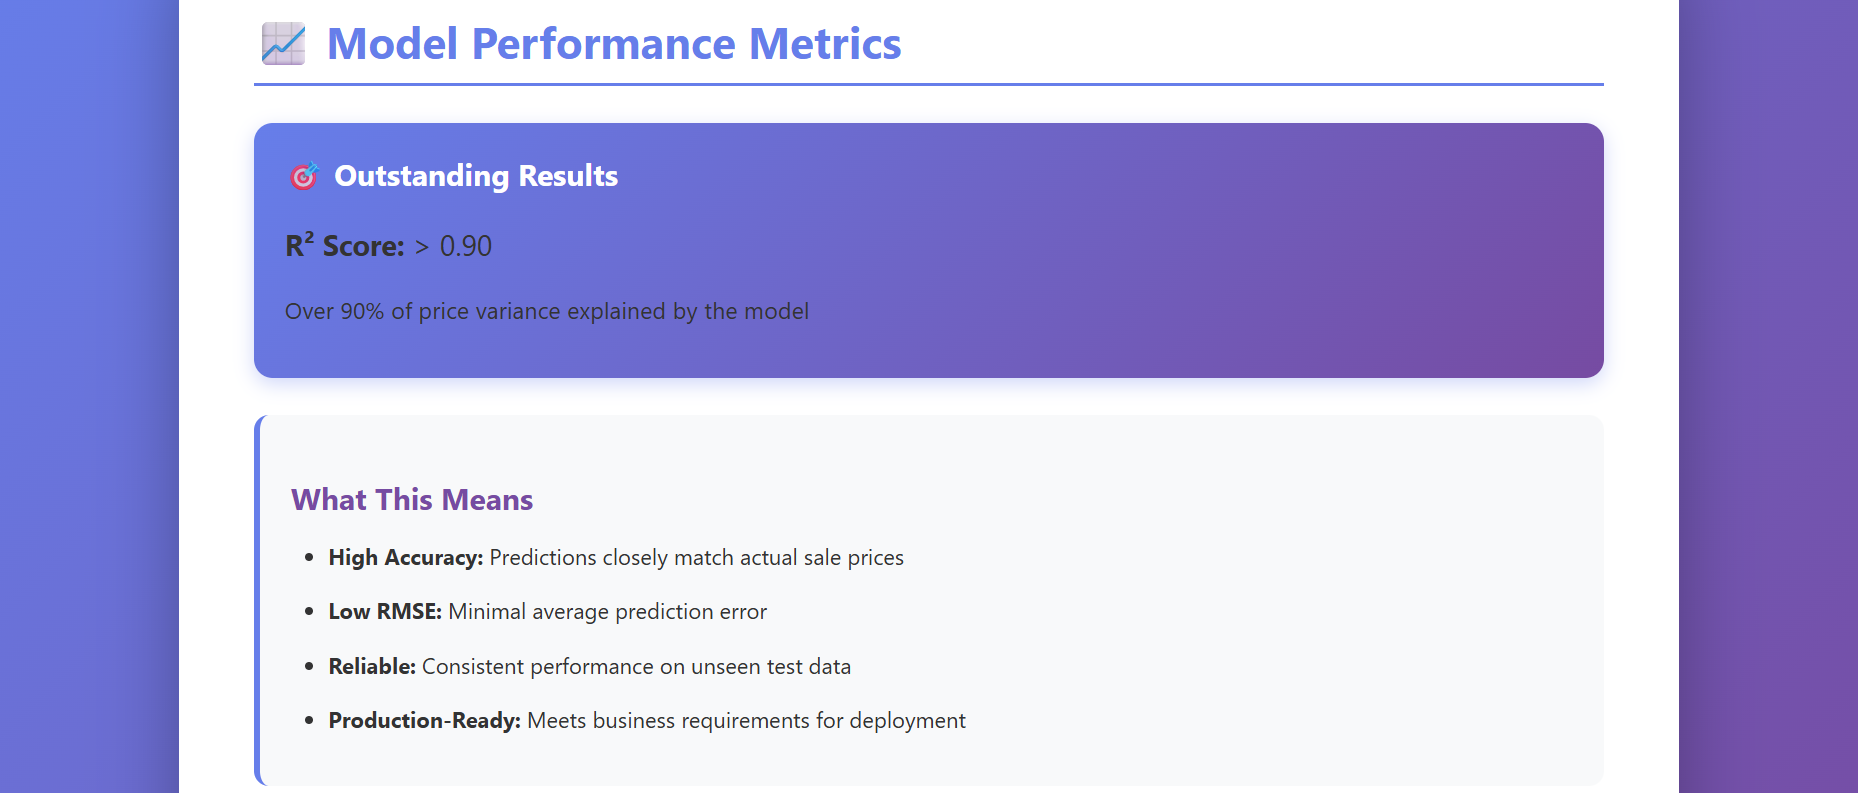 Model Performance Metrics
Outstanding Results
R² Score: > 0.90
Over 90% of price variance explained by the model
What This Means
High Accuracy: Predictions closely match actual sale prices
Low RMSE: Minimal average prediction error
Reliable: Consistent performance on unseen test data
Production-Ready: Meets business requirements for deployment